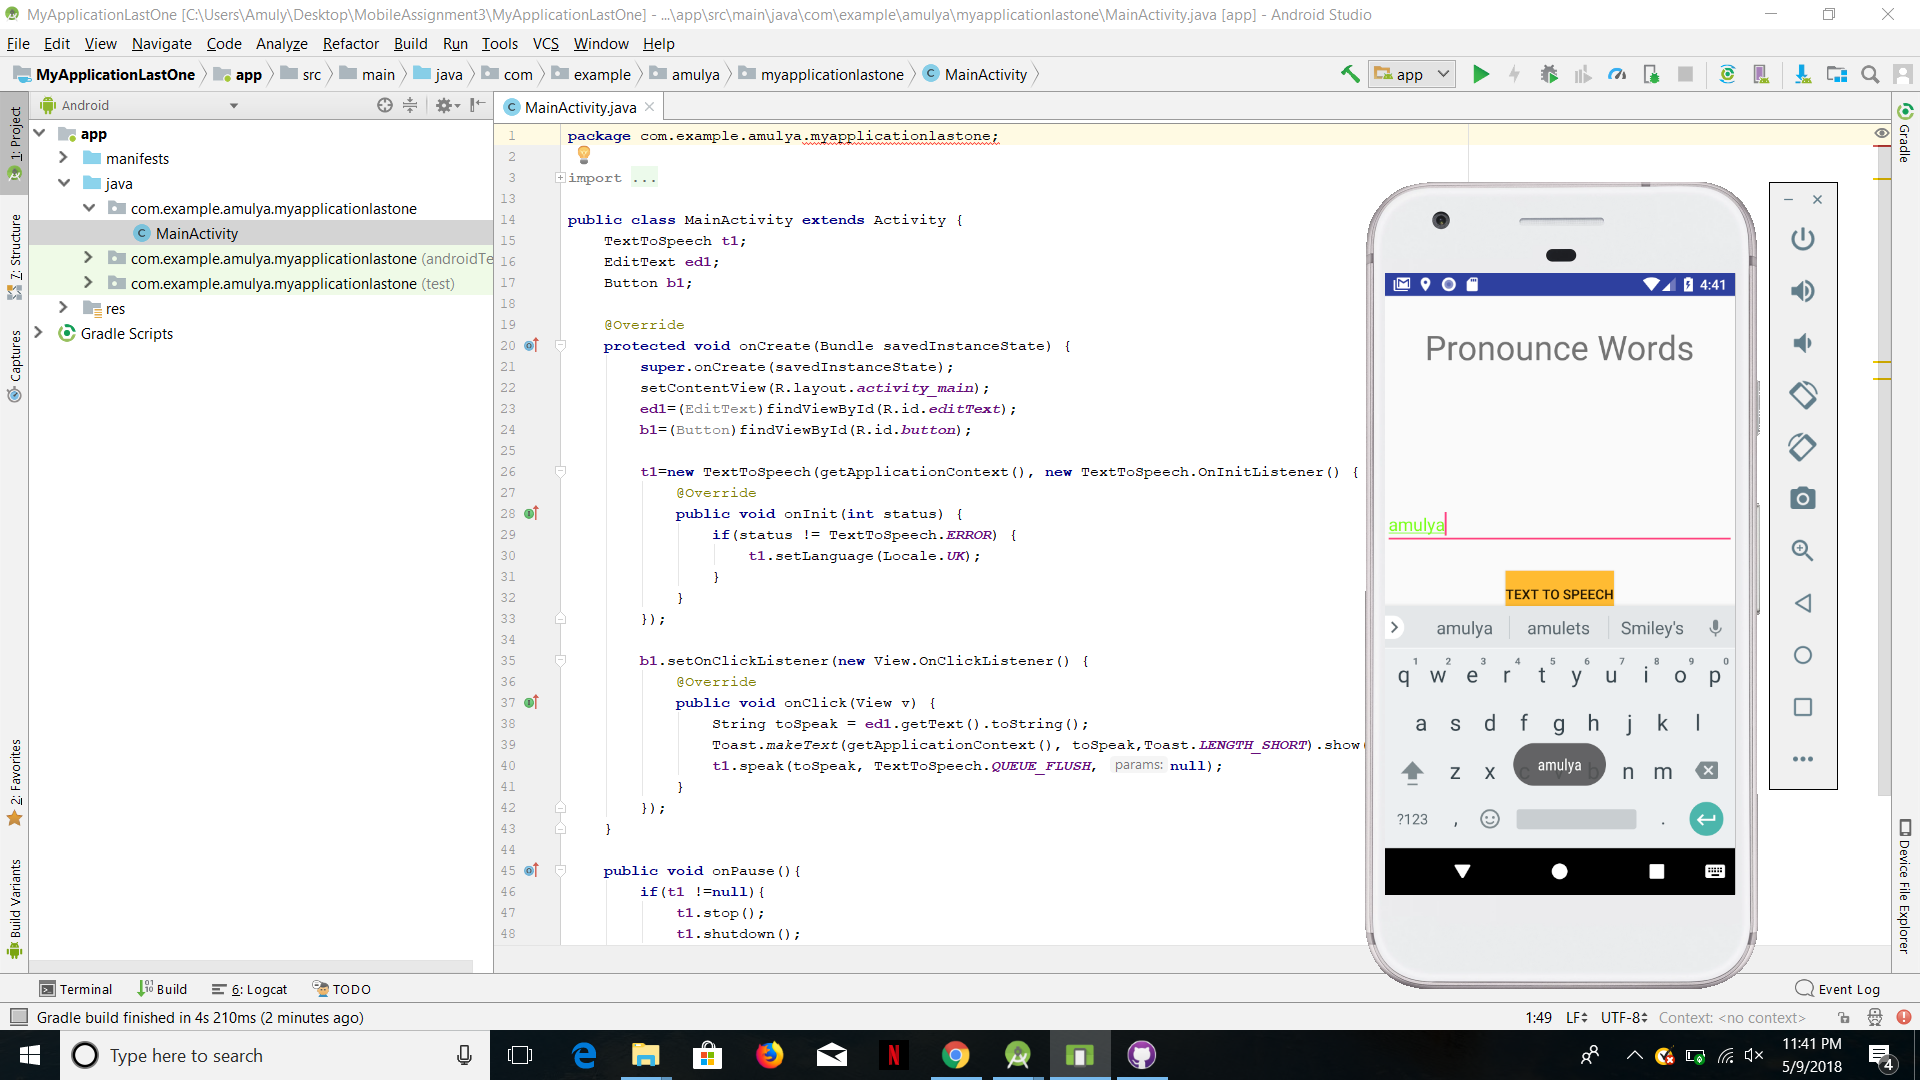 MyApplicationLastOne [C:\Users\Amuly\Desktop\MobileAssignment3\MyApplicationLastOne] - ...\app\src\main\java\com\example\amulya\myapplicationlastone\MainActivity.java [app] - Android Studio
File Edit View Navigate Code Analyze Refactor Build Run Tools VCS Window Help
MyApplicationLastOne app src main java com example amulya myapplicationlastone MainActivity
app
Android
MainActivity.java
1: Project
7: Structure
Captures
2: Favorites
Build Variants
app
manifests
java
com.example.amulya.myapplicationlastone
MainActivity
com.example.amulya.myapplicationlastone (androidTe
com.example.amulya.myapplicationlastone (test)
res
Gradle Scripts
1 package com.example.amulya.myapplicationlastone;
2
3 import ...
13
14 public class MainActivity extends Activity {
15 TextToSpeech t1;
16 EditText ed1;
17 Button b1;
18
19 @Override
20 protected void onCreate(Bundle savedInstanceState) {
21 super.onCreate(savedInstanceState);
22 setContentView(R.layout.activity_main);
23 ed1=(EditText)findViewById(R.id.editText);
24 b1=(Button)findViewById(R.id.button);
25
26 t1=new TextToSpeech(getApplicationContext(), new TextToSpeech.OnInitListener() {
27 @Override
28 public void onInit(int status) {
29 if(status != TextToSpeech.ERROR) {
30 t1.setLanguage(Locale.UK);
31 }
32 }
33 });
34
35 b1.setOnClickListener(new View.OnClickListener() {
36 @Override
37 public void onClick(View v) {
38 String toSpeak = ed1.getText().toString();
39 Toast.makeText(getApplicationContext(), toSpeak,Toast.LENGTH_SHORT).show(
40 t1.speak(toSpeak, TextToSpeech.QUEUE_FLUSH, params: null);
41 }
42 });
43 }
44
45 public void onPause(){
46 if(t1 !=null){
47 t1.stop();
48 t1.shutdown();
4:41
Pronounce Words
amulya
TEXT TO SPEECH
amulya amulets Smiley's
q1 w2 e3 r4 t5 y6 u7 i8 o9 p0
a s d f g h j k l
z x c v b n m
amulya
?123 , .
Gradle
Device File Explorer
Terminal Build 6: Logcat TODO Event Log
Gradle build finished in 4s 210ms (2 minutes ago) 1:49 LF UTF-8 Context: <no context>
Type here to search
11:41 PM
5/9/2018
4